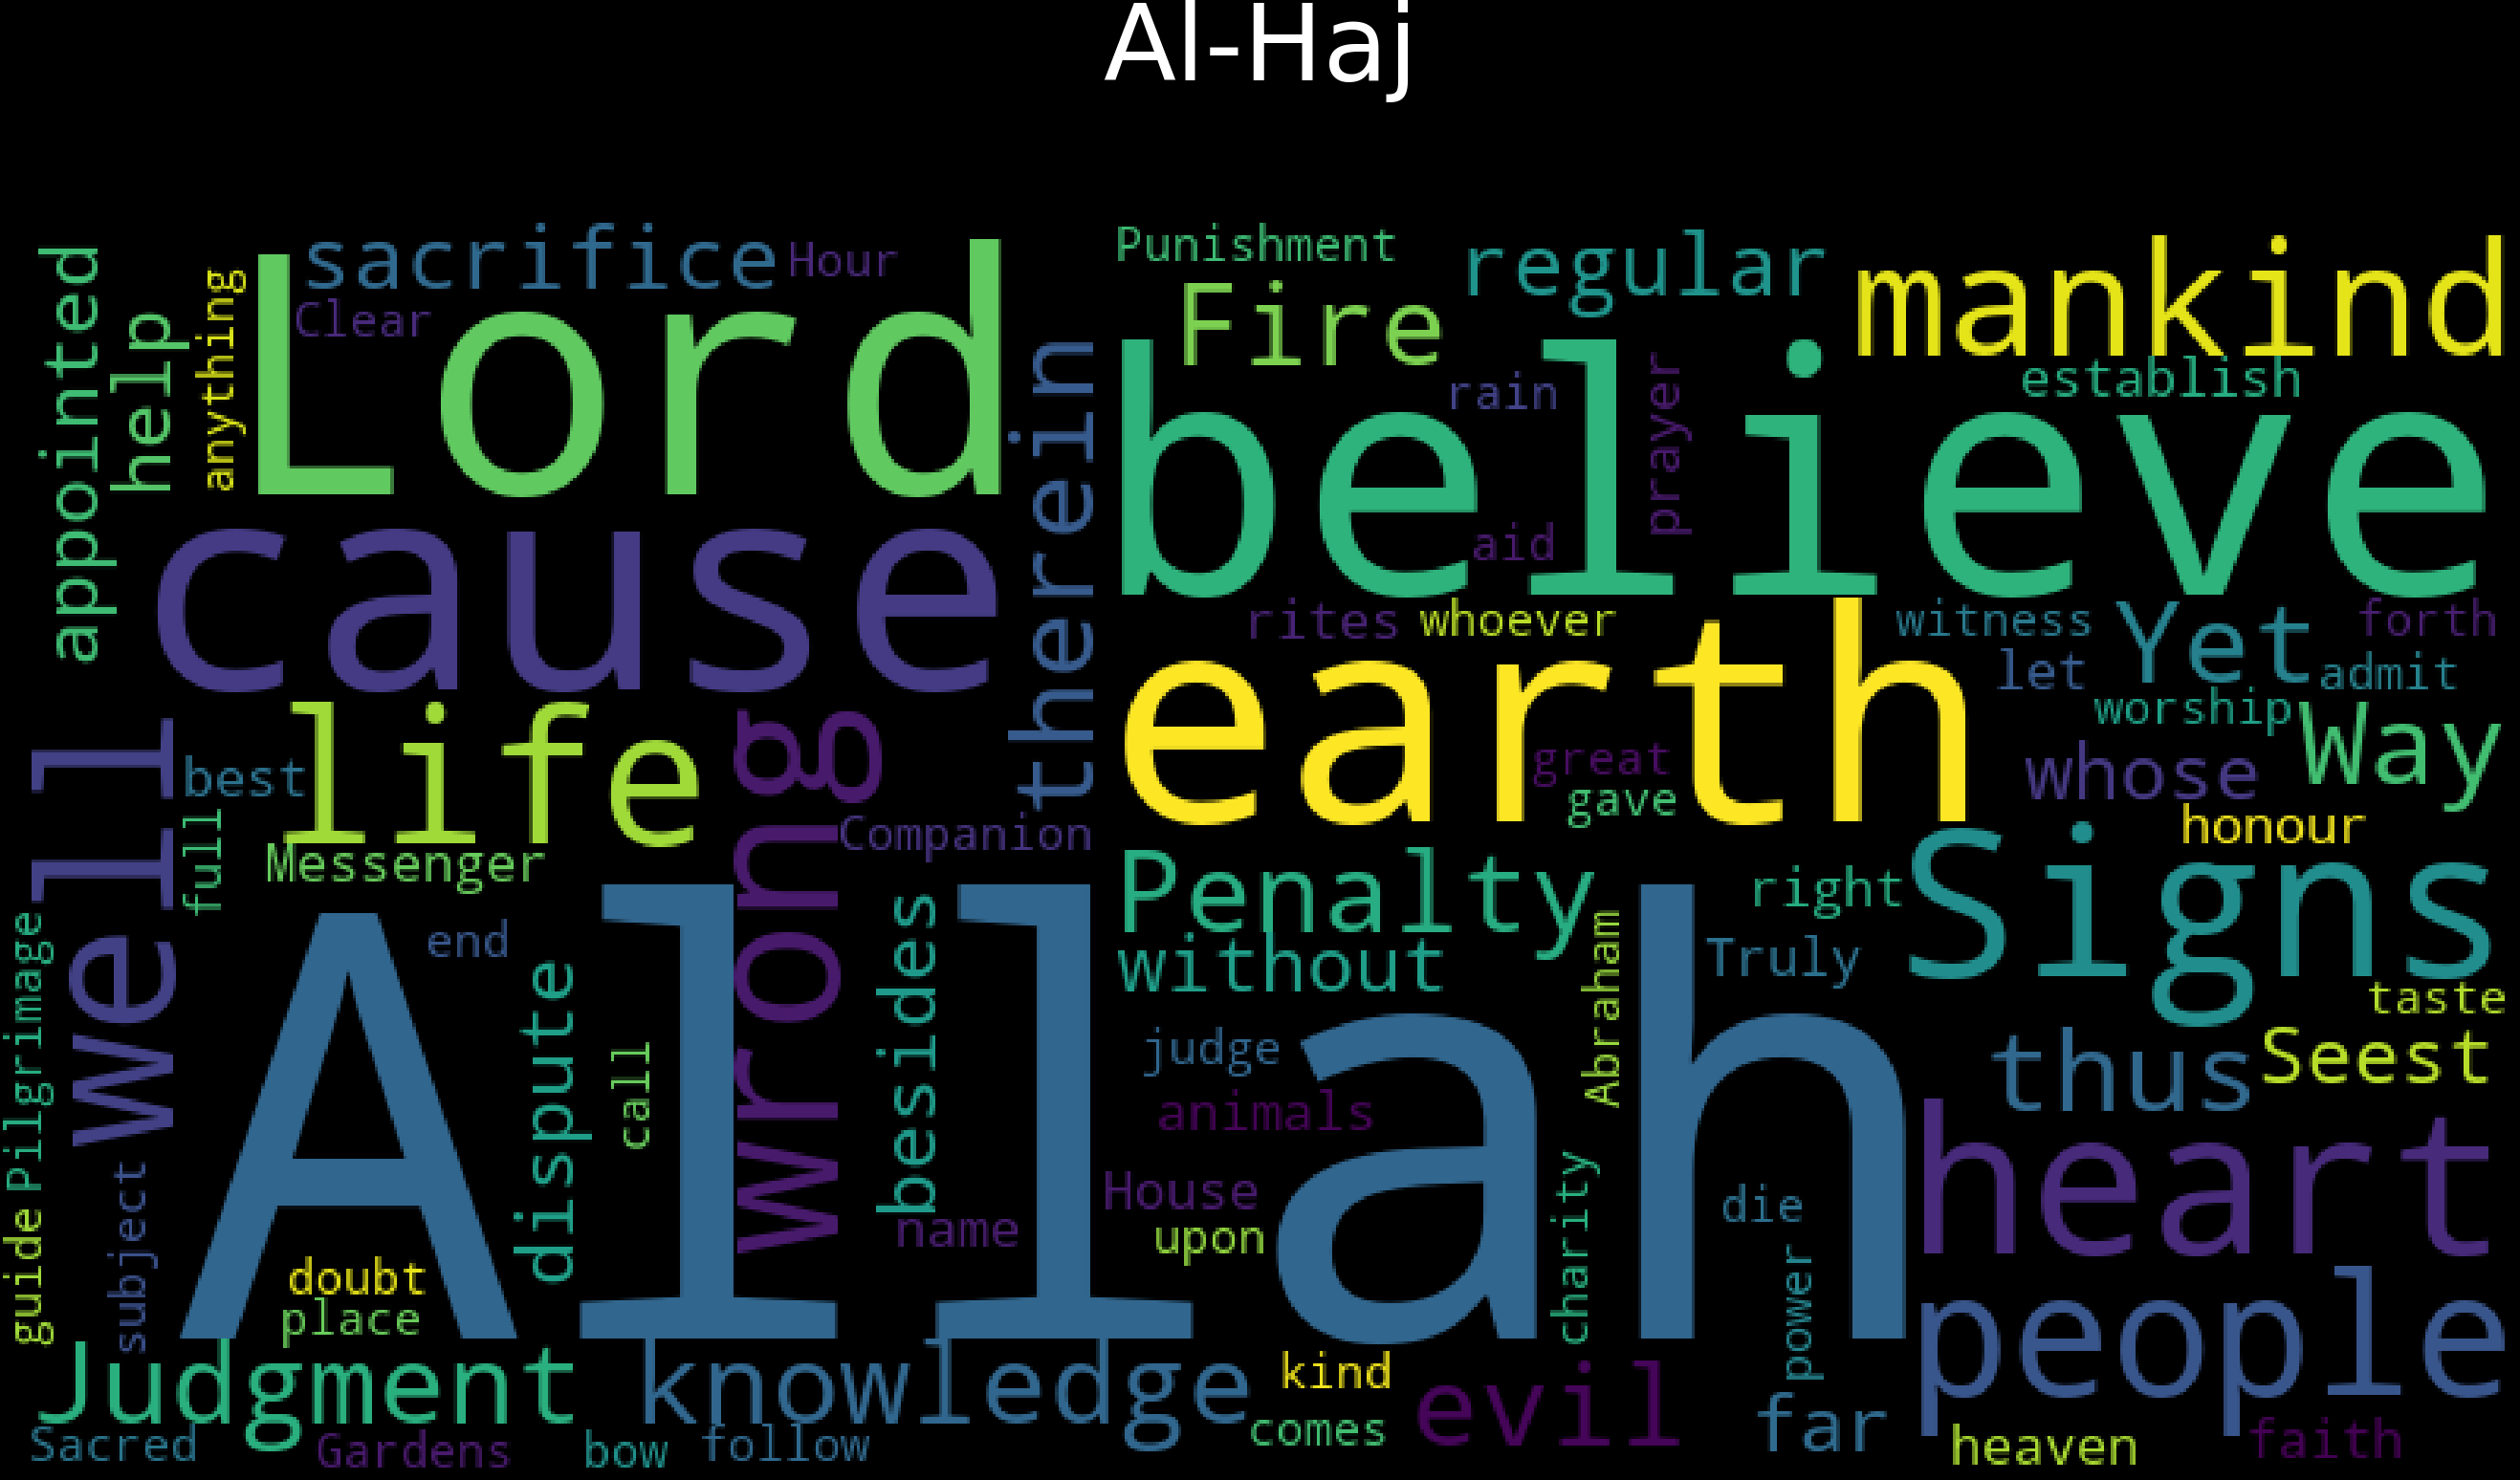 Al-Haj
sacrifice
Hour
Punishment
regular
mankind
appointed
help
anything
Clear
Lord
Fire
establish
therein
believe
rain
prayer
aid
cause
rites
whoever
witness
Yet
forth
let
admit
worship
earth
Way
well
life
best
wrong
great
gave
whose
honour
full
Messenger
Companion
Penalty
right
Signs
Pilgrimage
end
besides
without
Abraham
Truly
taste
Allah
dispute
call
judge
thus
Seest
animals
heart
guide
subject
House
name
upon
charity
die
power
doubt
place
people
Judgment
knowledge
kind
evil
far
comes
Sacred
Gardens
bow
follow
heaven
faith